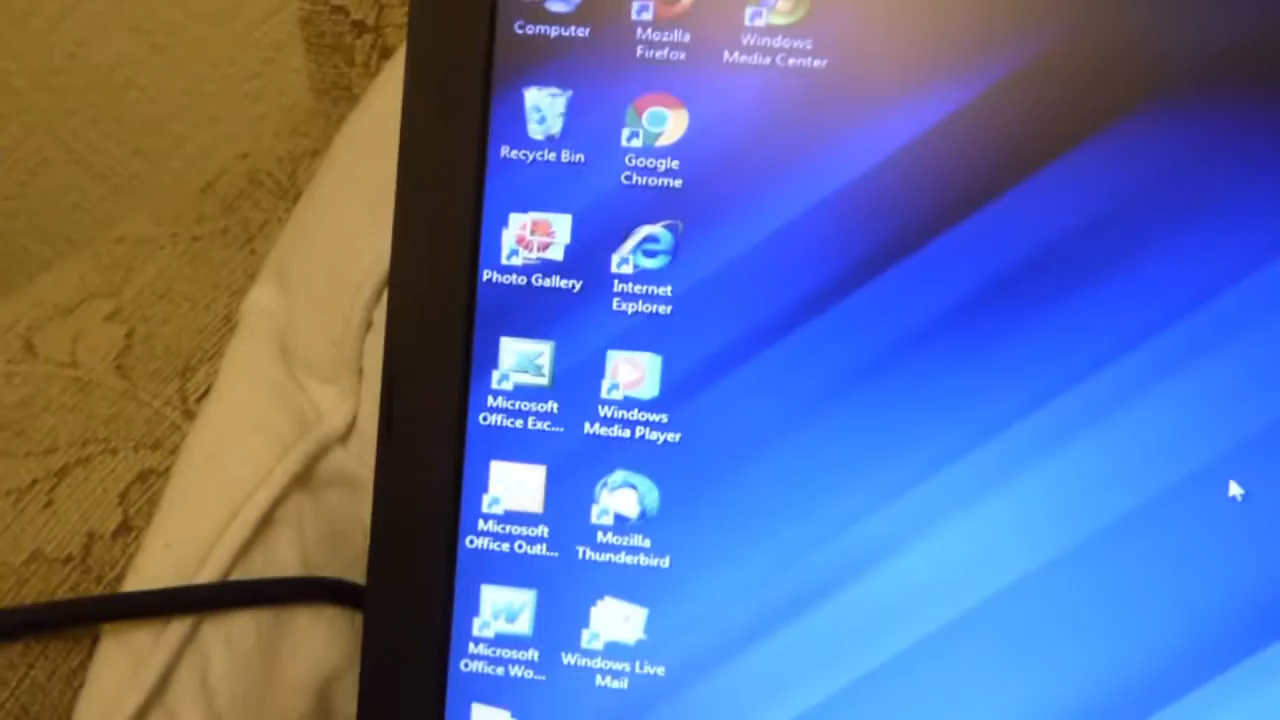 Computer
Mozilla
Firefox
Windows
Media Center
Recycle Bin
Google
Chrome
Photo Gallery
Internet
Explorer
Microsoft
Office Exc...
Windows
Media Player
Microsoft
Office Outl...
Mozilla
Thunderbird
Microsoft
Office Wo...
Windows Live
Mail